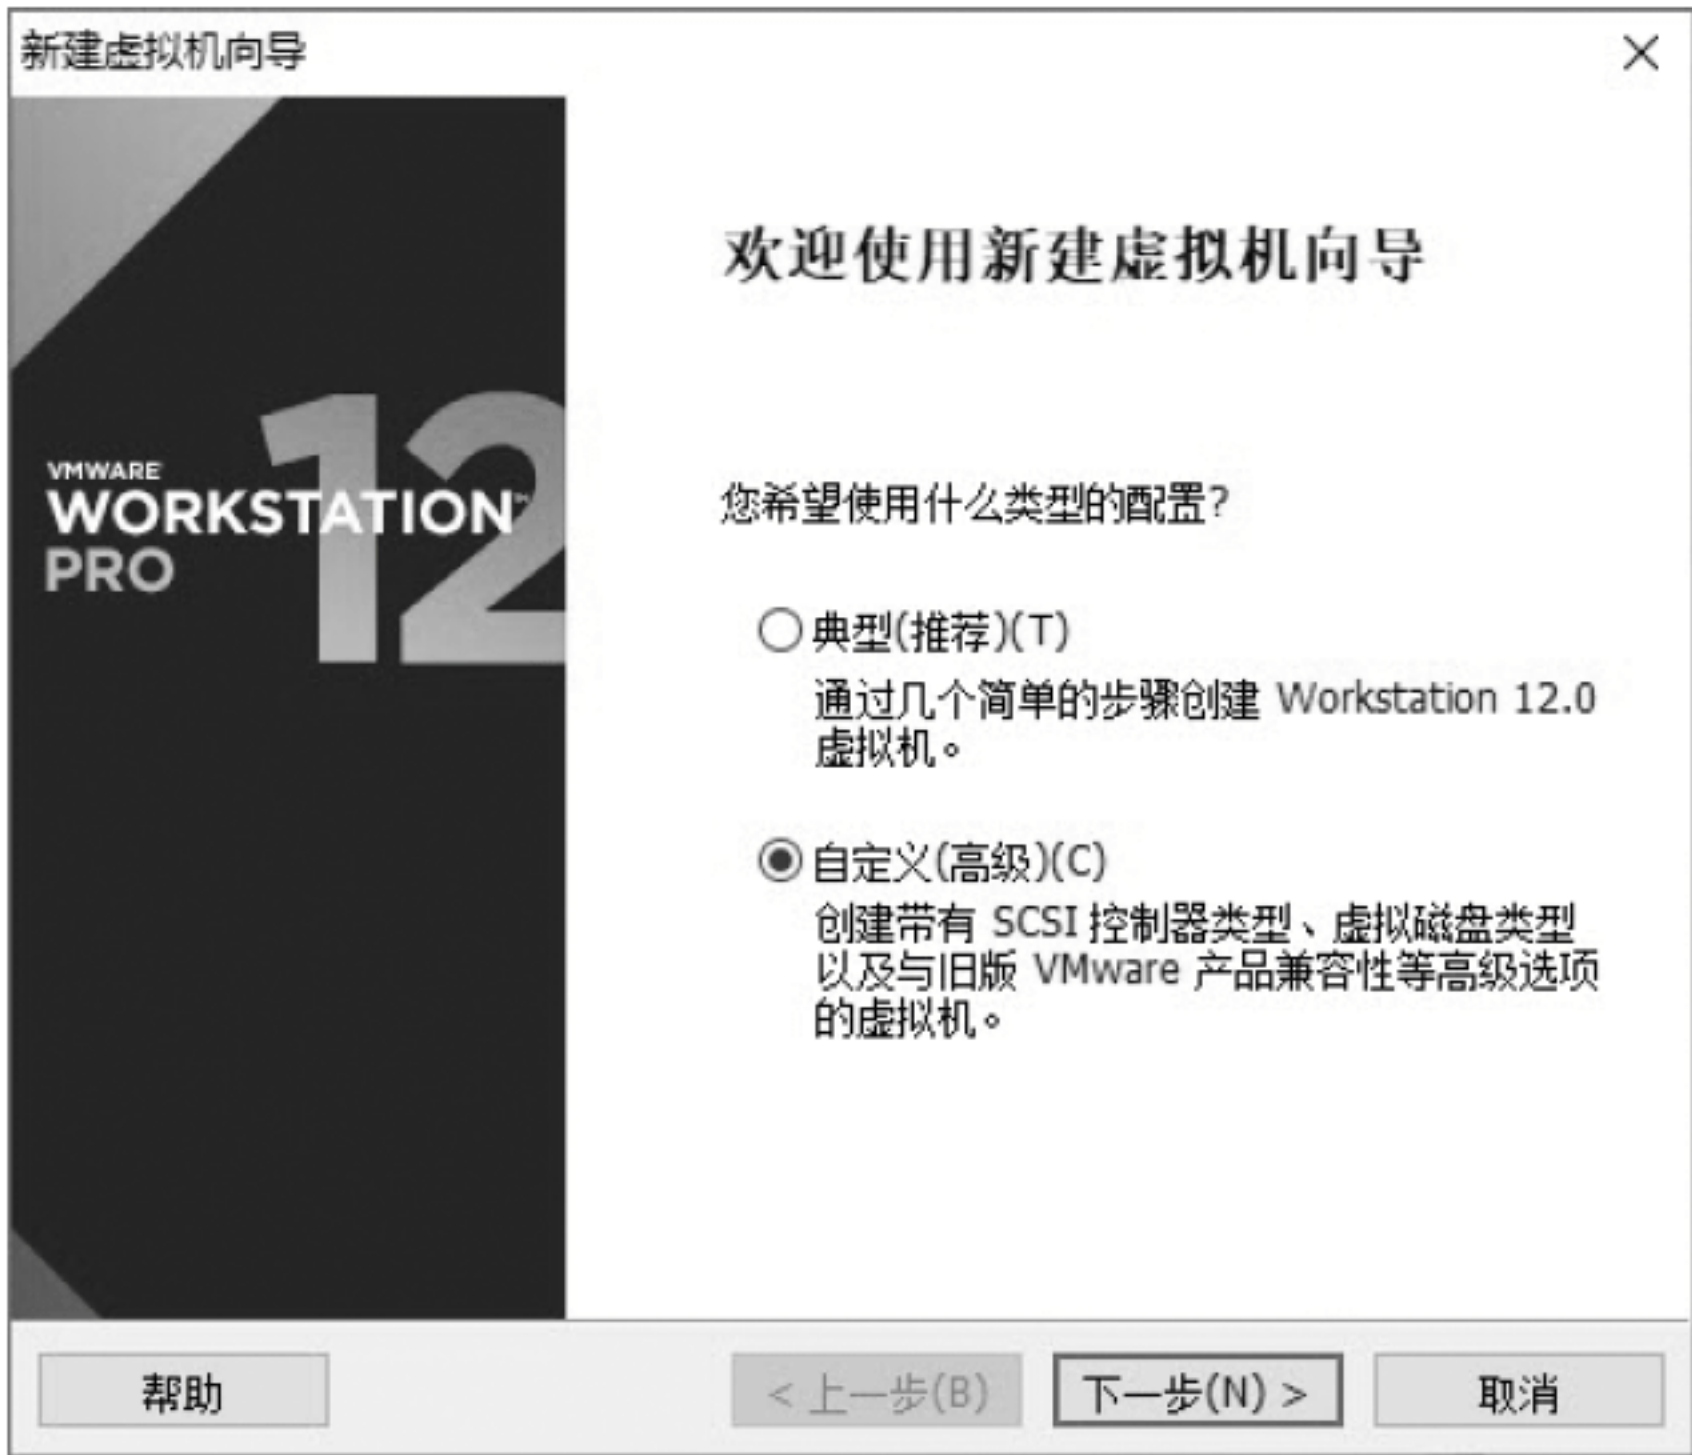 新建虚拟机向导
欢迎使用新建虚拟机向导
12
VMWARE
WORKSTATION™
PRO
您希望使用什么类型的配置?
典型(推荐)(T)
通过几个简单的步骤创建 Workstation 12.0
虚拟机。
自定义(高级)(C)
创建带有 SCSI 控制器类型、虚拟磁盘类型
以及与旧版 VMware 产品兼容性等高级选项
的虚拟机。
帮助
< 上一步(B)
下一步(N) >
取消